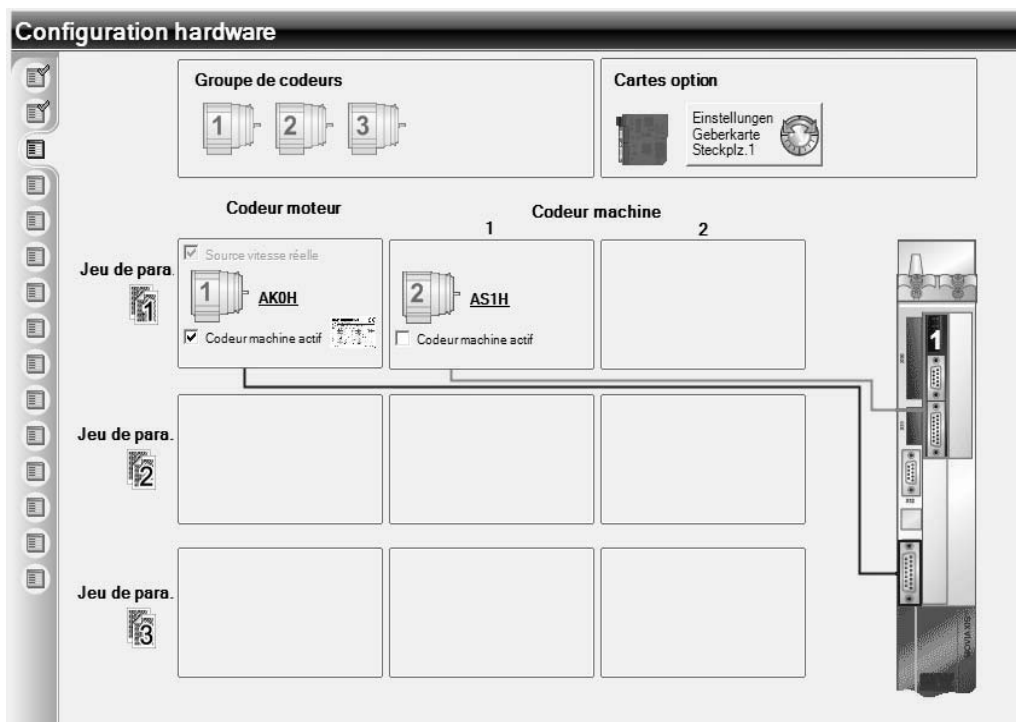 Configuration hardware
Groupe de codeurs
1 2 3
Cartes option
Einstellungen
Geberkarte
Steckplz.1
Codeur moteur
Codeur machine
1 2
Jeu de para.
1
Source vitesse réelle
1 AK0H
Codeur machine actif
2 AS1H
Codeur machine actif
1
Jeu de para.
2
Jeu de para.
3
MOVIAXIS